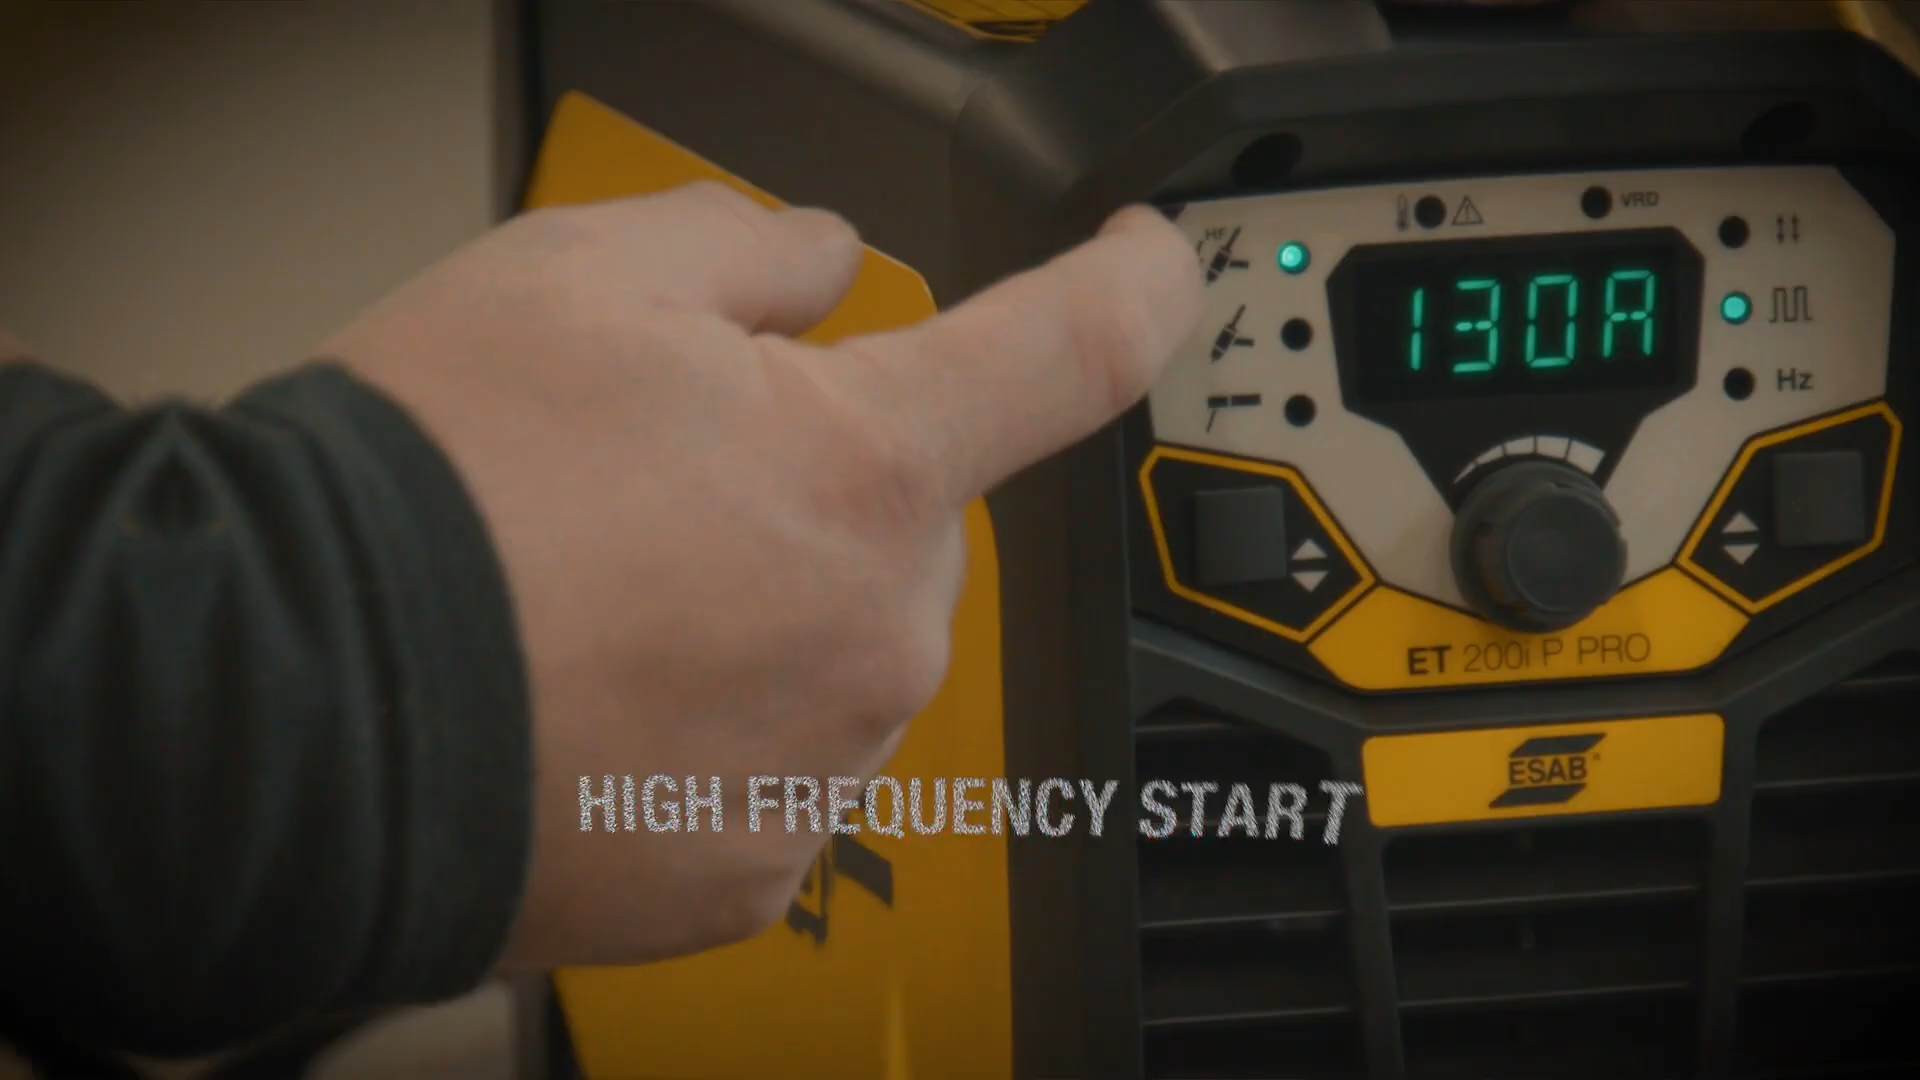 HF
VRD
130A
Hz
ET 200i P PRO
ESAB®
HIGH FREQUENCY START